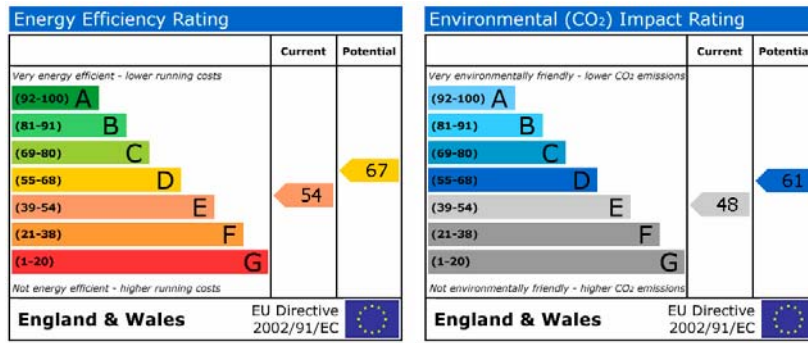 Energy Efficiency Rating
Current Potential
Very energy efficient - lower running costs
(92-100) A
(81-91) B
(69-80) C
(55-68) D
(39-54) E
(21-38) F
(1-20) G
54
67
Not energy efficient - higher running costs
England & Wales
EU Directive
2002/91/EC
Environmental (CO₂) Impact Rating
Current Potential
Very environmentally friendly - lower CO₂ emissions
(92-100) A
(81-91) B
(69-80) C
(55-68) D
(39-54) E
(21-38) F
(1-20) G
48
61
Not environmentally friendly - higher CO₂ emissions
England & Wales
EU Directive
2002/91/EC